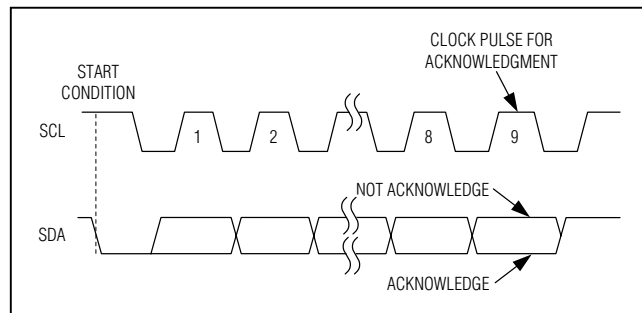 CLOCK PULSE FOR
ACKNOWLEDGMENT
START
CONDITION
SCL
1
2
8
9
NOT ACKNOWLEDGE
SDA
ACKNOWLEDGE